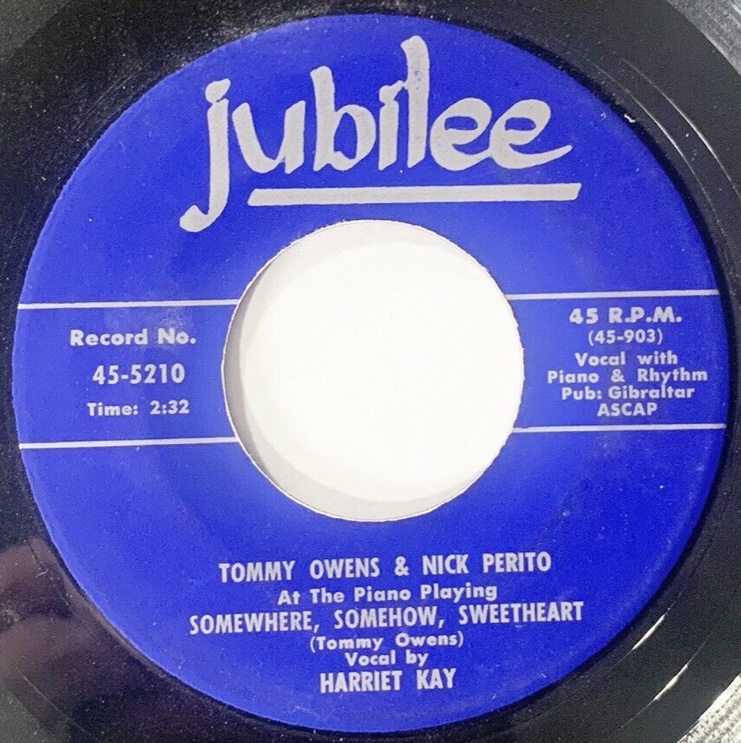 jubilee
Record No.
45-5210
Time: 2:32
45 R.P.M.
(45-903)
Vocal with
Piano & Rhythm
Pub: Gibraltar
ASCAP
TOMMY OWENS & NICK PERITO
At The Piano Playing
SOMEWHERE, SOMEHOW, SWEETHEART
(Tommy Owens)
Vocal by
HARRIET KAY